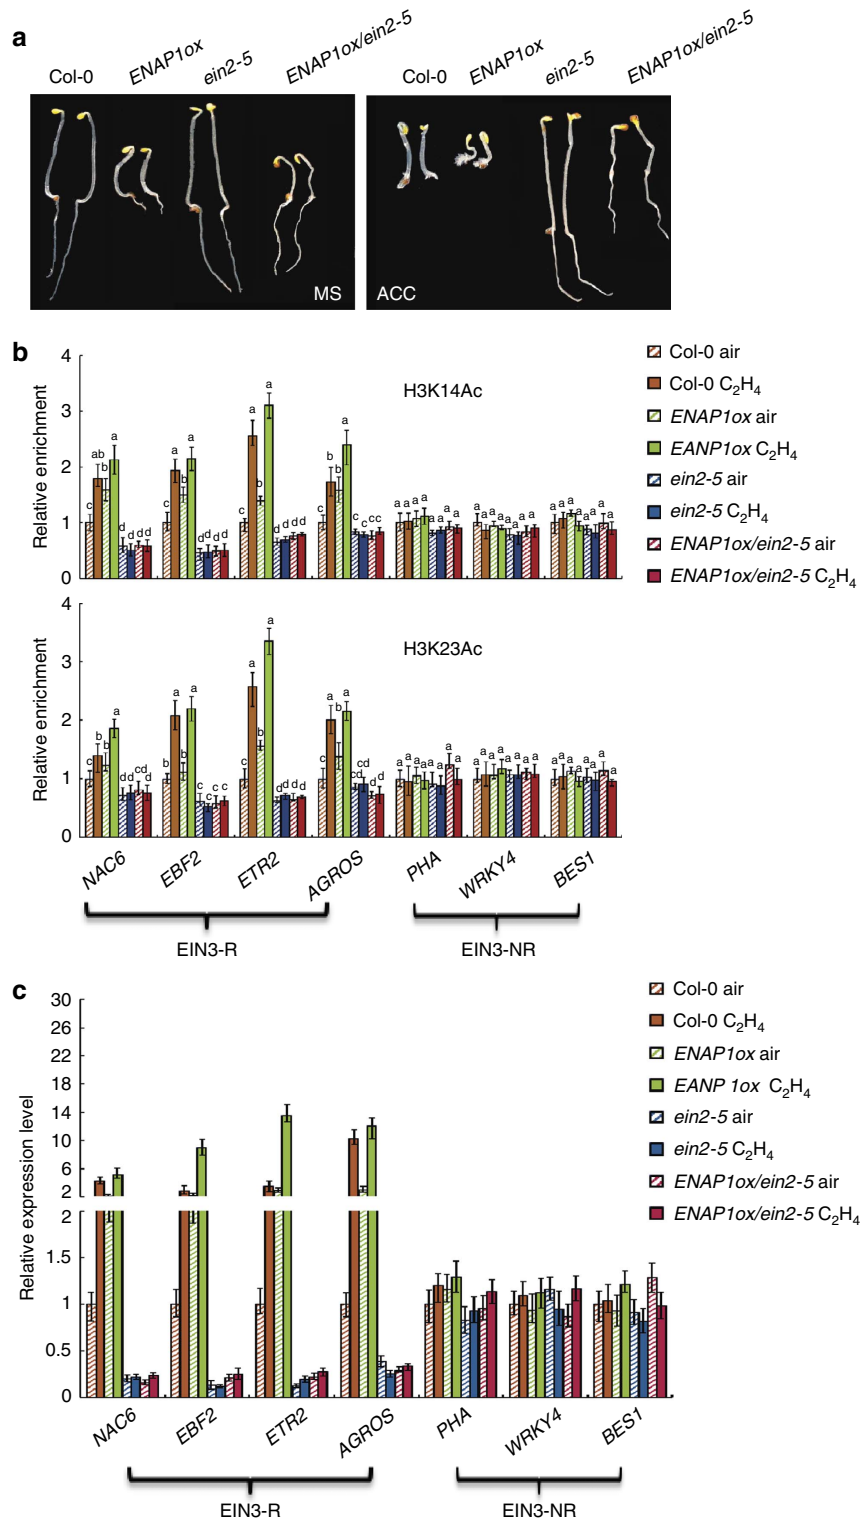 a
Col-0 ENAP1ox ein2-5 ENAP1ox/ein2-5
Col-0 ENAP1ox ein2-5 ENAP1ox/ein2-5
MS
ACC
b
H3K14Ac
Relative enrichment
4
3
2
1
0
c ab b a d d d d
c a b a d d d d
c a b a d d d d
c b b a c c c c
a a a a a a a a
a a a a a a a a
a a a a a a a a
Col-0 air
Col-0 C₂H₄
ENAP1ox air
EANP1ox C₂H₄
ein2-5 air
ein2-5 C₂H₄
ENAP1ox/ein2-5 air
ENAP1ox/ein2-5 C₂H₄
H3K23Ac
Relative enrichment
4
3
2
1
0
c b b a d d cd d
b a b a c c c c
c a b a d d d d
c a b a cd cd d d
a a a a a a a a
a a a a a a a a
a a a a a a a a
NAC6 EBF2 ETR2 AGROS PHA WRKY4 BES1
EIN3-R EIN3-NR
c
Relative expression level
30
26
22
18
14
10
6
2
2
1.5
1
0.5
0
Col-0 air
Col-0 C₂H₄
ENAP1ox air
EANP 1ox C₂H₄
ein2-5 air
ein2-5 C₂H₄
ENAP1ox/ein2-5 air
ENAP1ox/ein2-5 C₂H₄
NAC6 EBF2 ETR2 AGROS PHA WRKY4 BES1
EIN3-R EIN3-NR